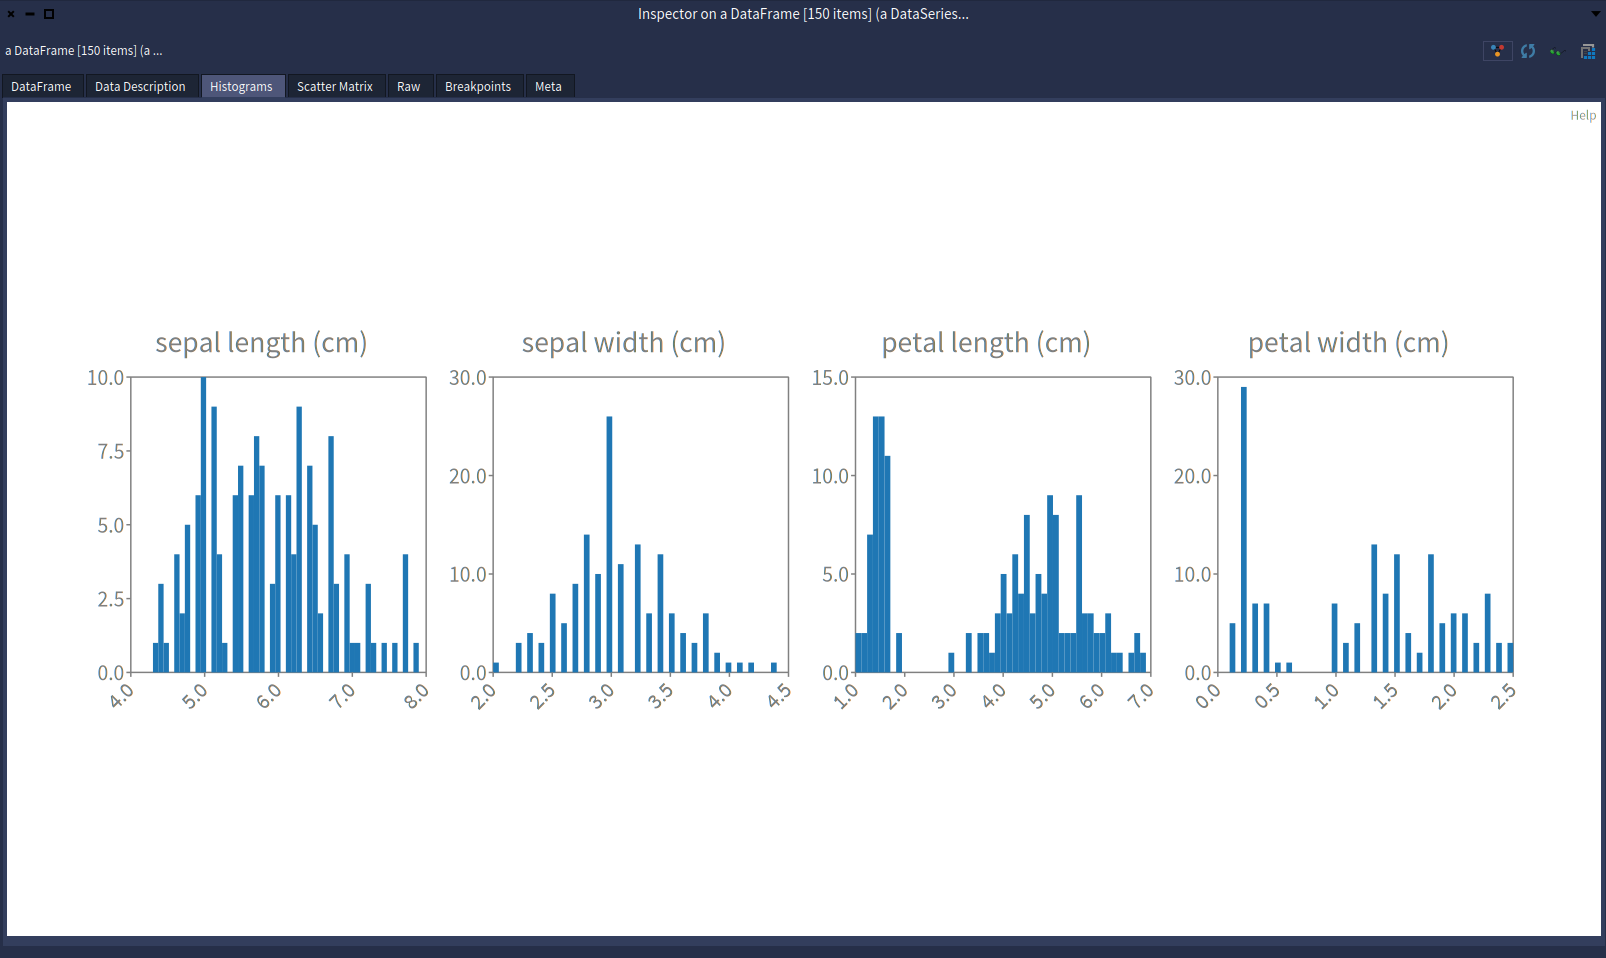 Inspector on a DataFrame [150 items] (a DataSeries...
a DataFrame [150 items] (a ...
DataFrame Data Description Histograms Scatter Matrix Raw Breakpoints Meta
Help
sepal length (cm)
10.0
7.5
5.0
2.5
0.0
4.0 5.0 6.0 7.0 8.0
sepal width (cm)
30.0
20.0
10.0
0.0
2.0 2.5 3.0 3.5 4.0 4.5
petal length (cm)
15.0
10.0
5.0
0.0
1.0 2.0 3.0 4.0 5.0 6.0 7.0
petal width (cm)
30.0
20.0
10.0
0.0
0.0 0.5 1.0 1.5 2.0 2.5